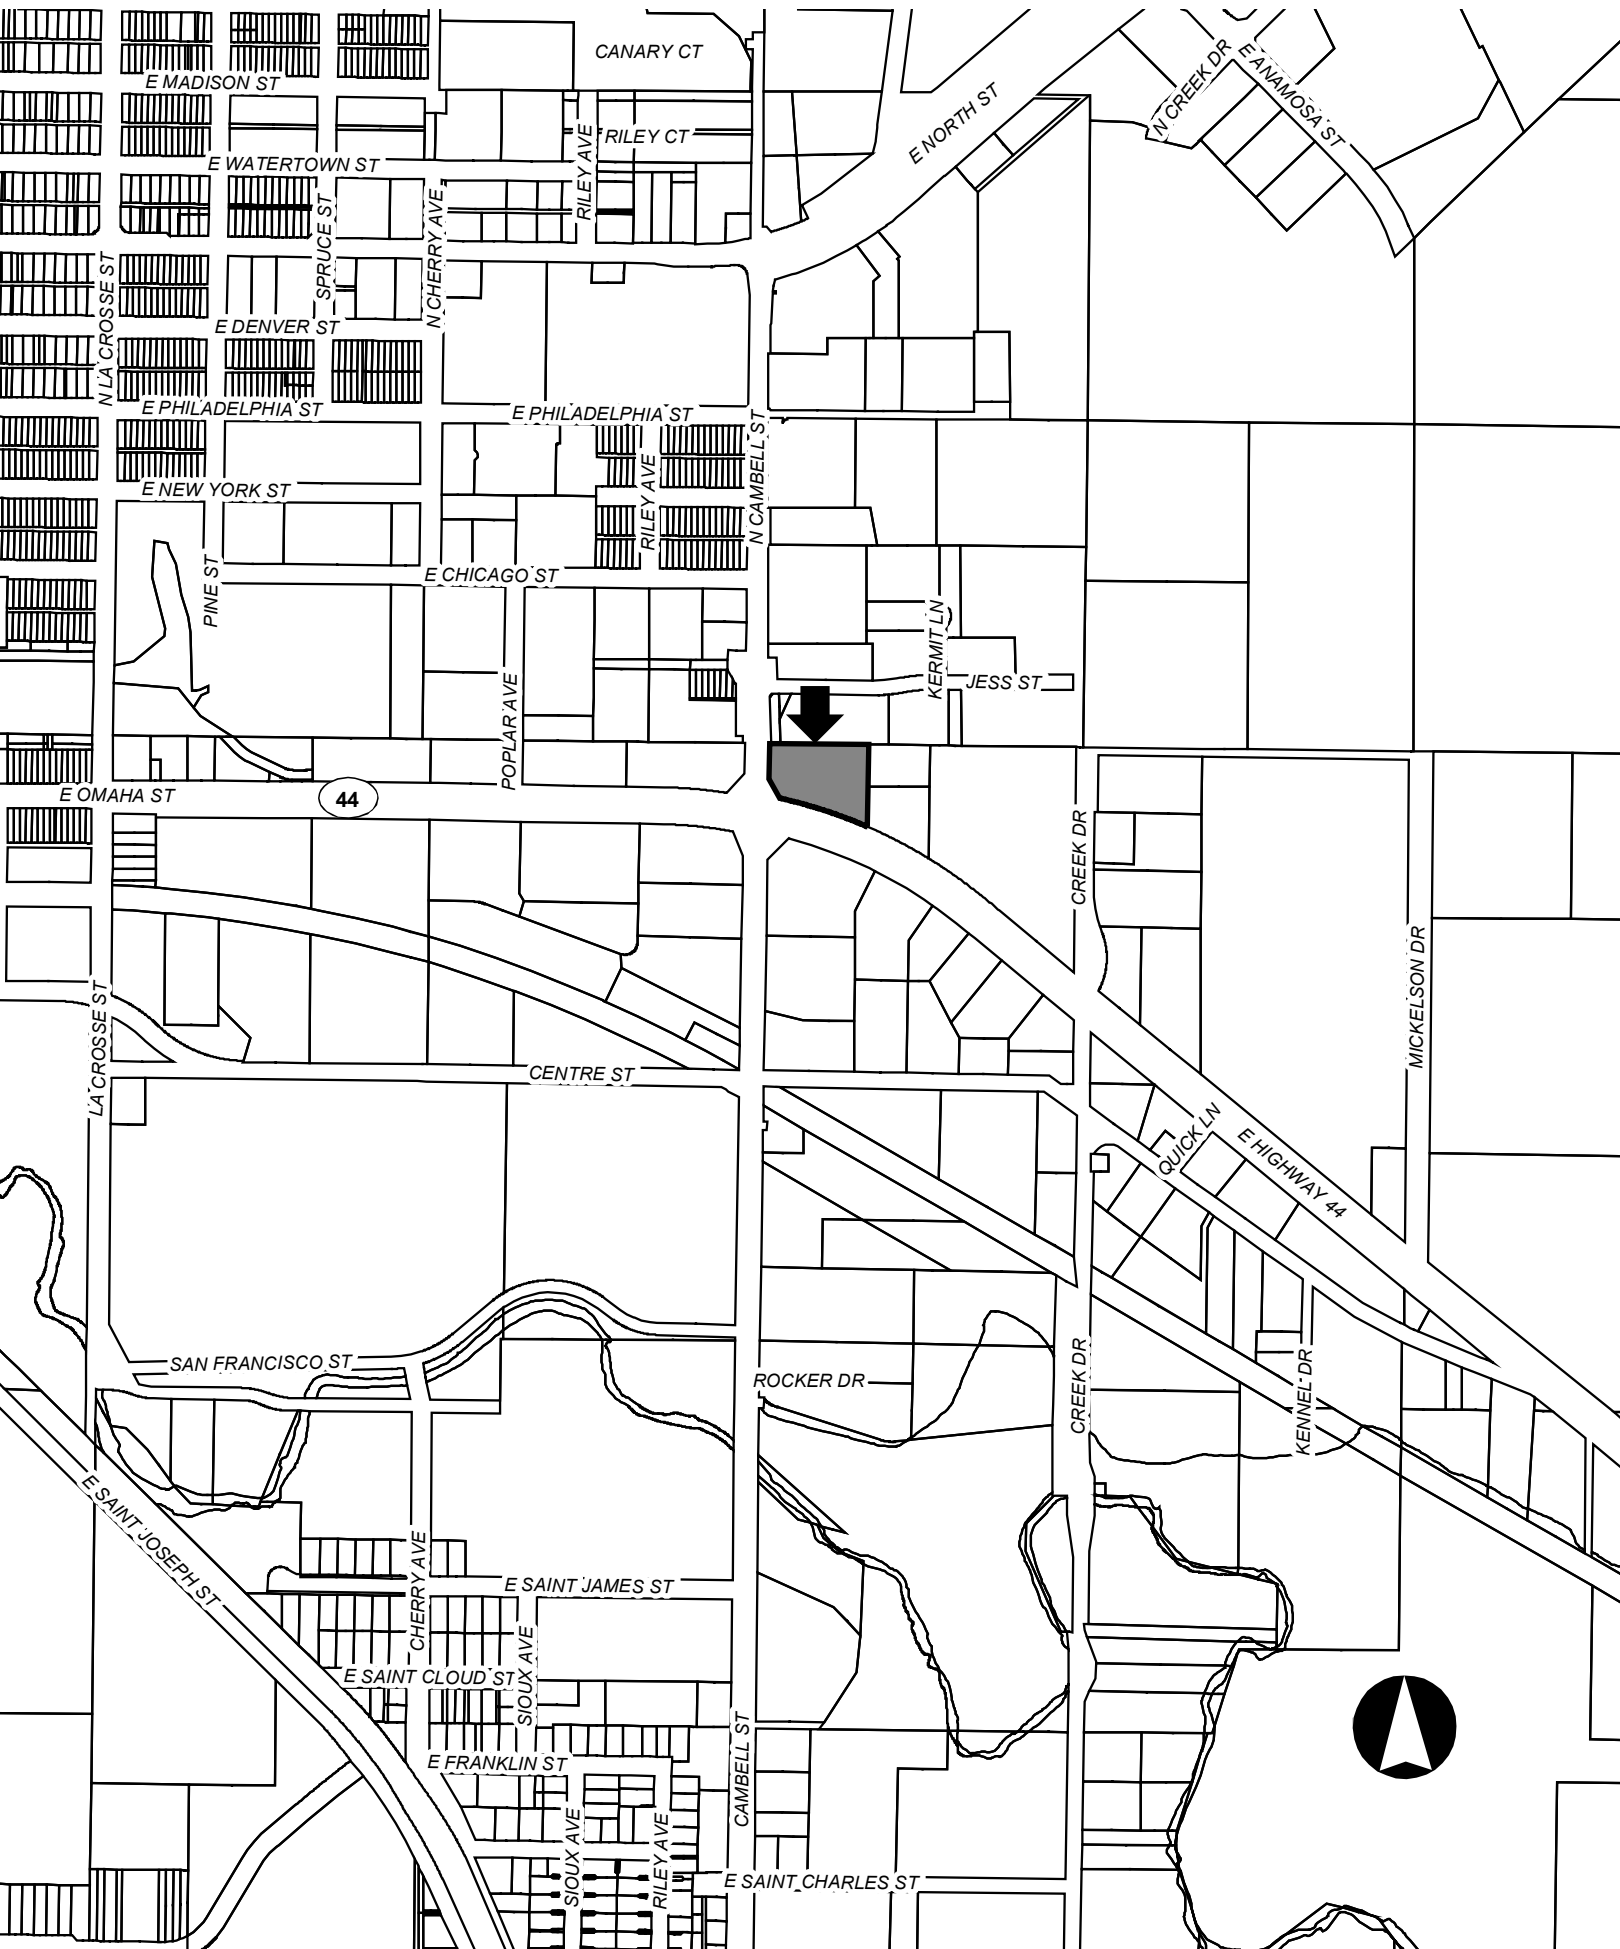 CANARY CT
E MADISON ST
N CREEK DR
E ANAMOSA ST
E NORTH ST
RILEY CT
RILEY AVE
E WATERTOWN ST
SPRUCE ST
N CHERRY AVE
N LA CROSSE ST
E DENVER ST
E PHILADELPHIA ST
E PHILADELPHIA ST
N CAMBELL ST
RILEY AVE
E NEW YORK ST
PINE ST
E CHICAGO ST
KERMIT LN
JESS ST
POPLAR AVE
E OMAHA ST
44
CREEK DR
MICKELSON DR
LA CROSSE ST
CENTRE ST
QUICK LN
E HIGHWAY 44
SAN FRANCISCO ST
ROCKER DR
CREEK DR
KENNEL DR
E SAINT JOSEPH ST
CHERRY AVE
E SAINT JAMES ST
SIOUX AVE
E SAINT CLOUD ST
CAMBELL ST
E FRANKLIN ST
SIOUX AVE
RILEY AVE
E SAINT CHARLES ST